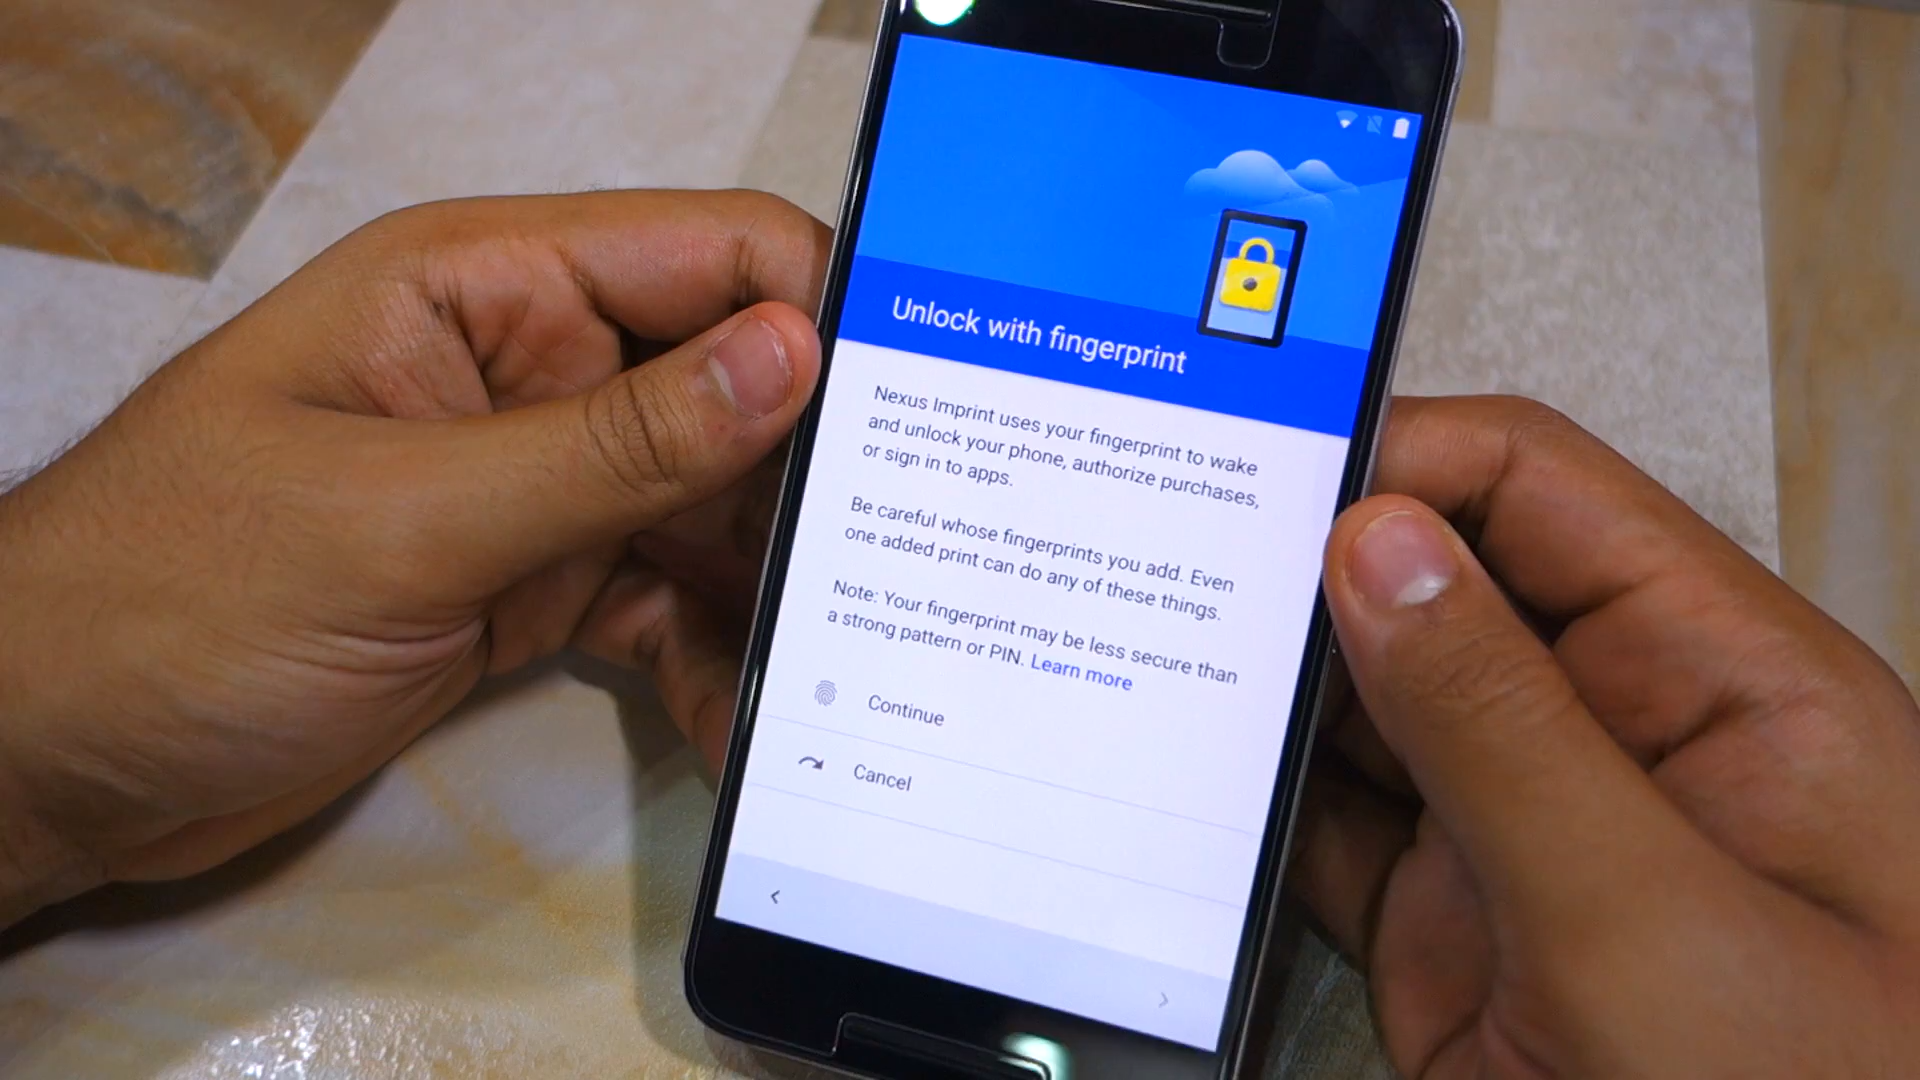 Unlock with fingerprint
Nexus Imprint uses your fingerprint to wake
and unlock your phone, authorize purchases,
or sign in to apps.
Be careful whose fingerprints you add. Even
one added print can do any of these things.
Note: Your fingerprint may be less secure than
a strong pattern or PIN. Learn more
Continue
Cancel